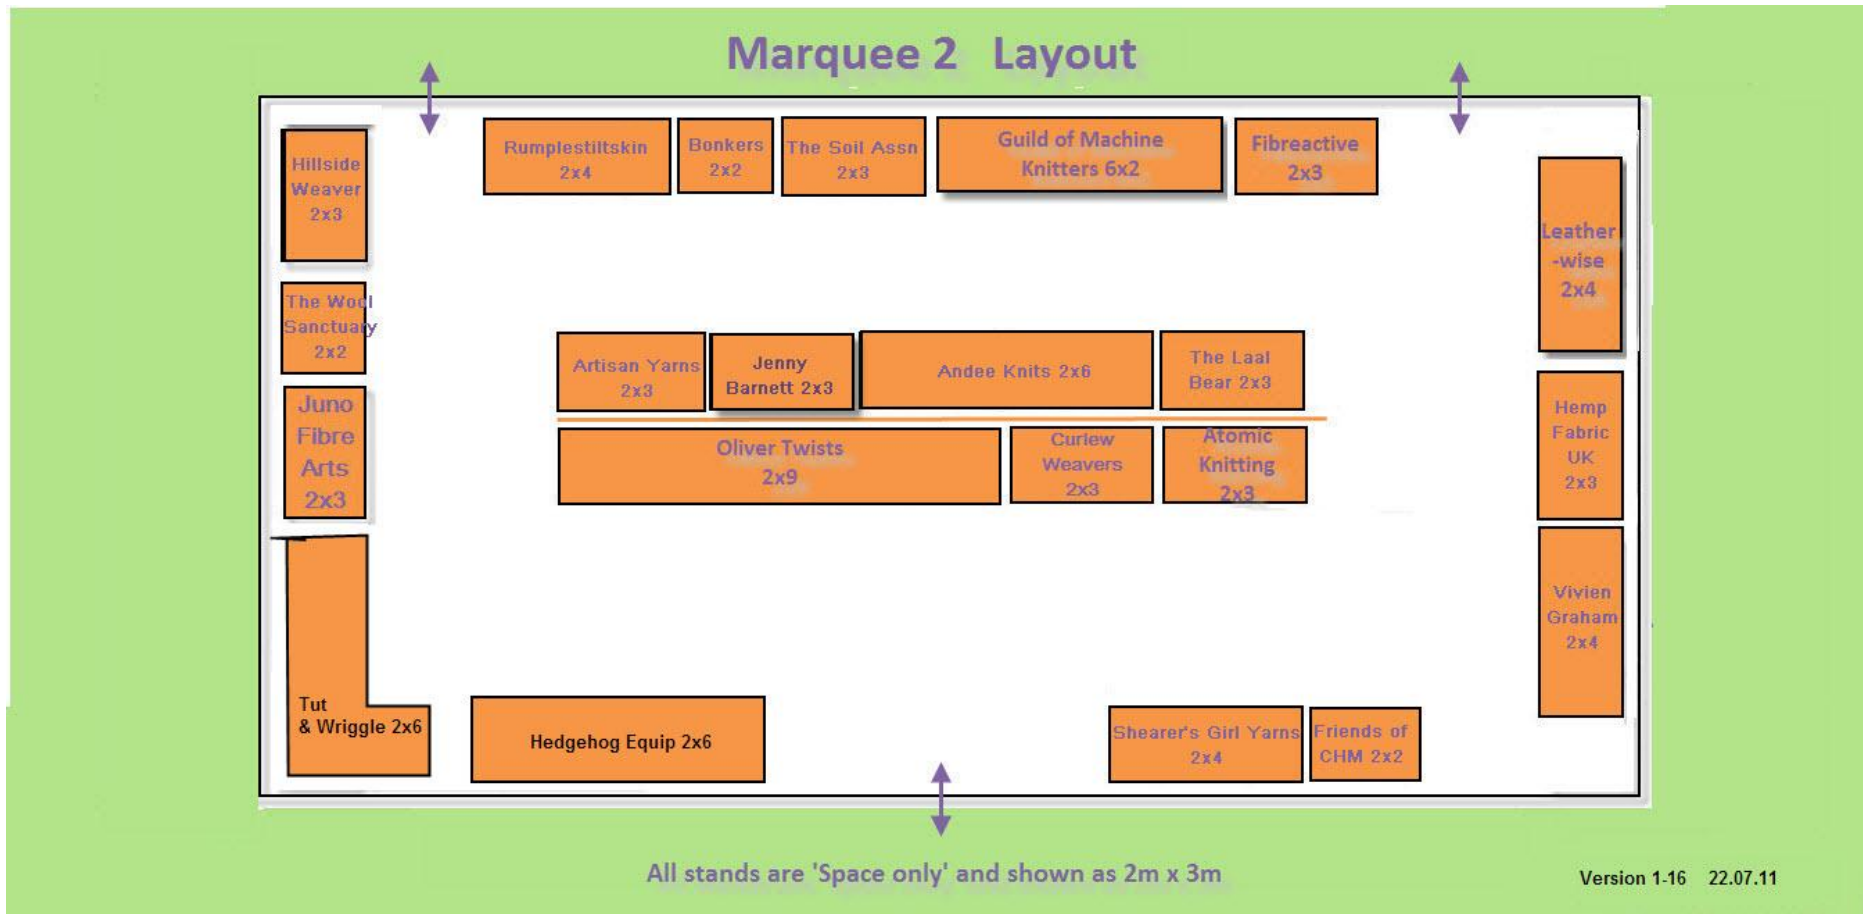 Marquee 2 Layout
Hillside
Weaver
2x3
Rumplestiltskin
2x4
Bonkers
2x2
The Soil Assn
2x3
Guild of Machine
Knitters 6x2
Fibreactive
2x3
Leather
-wise
2x4
The Wool
Sanctuary
2x2
Artisan Yarns
2x3
Jenny
Barnett 2x3
Andee Knits 2x6
The Laal
Bear 2x3
Juno
Fibre
Arts
2x3
Oliver Twists
2x9
Curlew
Weavers
2x3
Atomic
Knitting
2x3
Hemp
Fabric
UK
2x3
Vivien
Graham
2x4
Tut
& Wriggle 2x6
Hedgehog Equip 2x6
Shearer's Girl Yarns
2x4
Friends of
CHM 2x2
All stands are 'Space only' and shown as 2m x 3m
Version 1-16 22.07.11